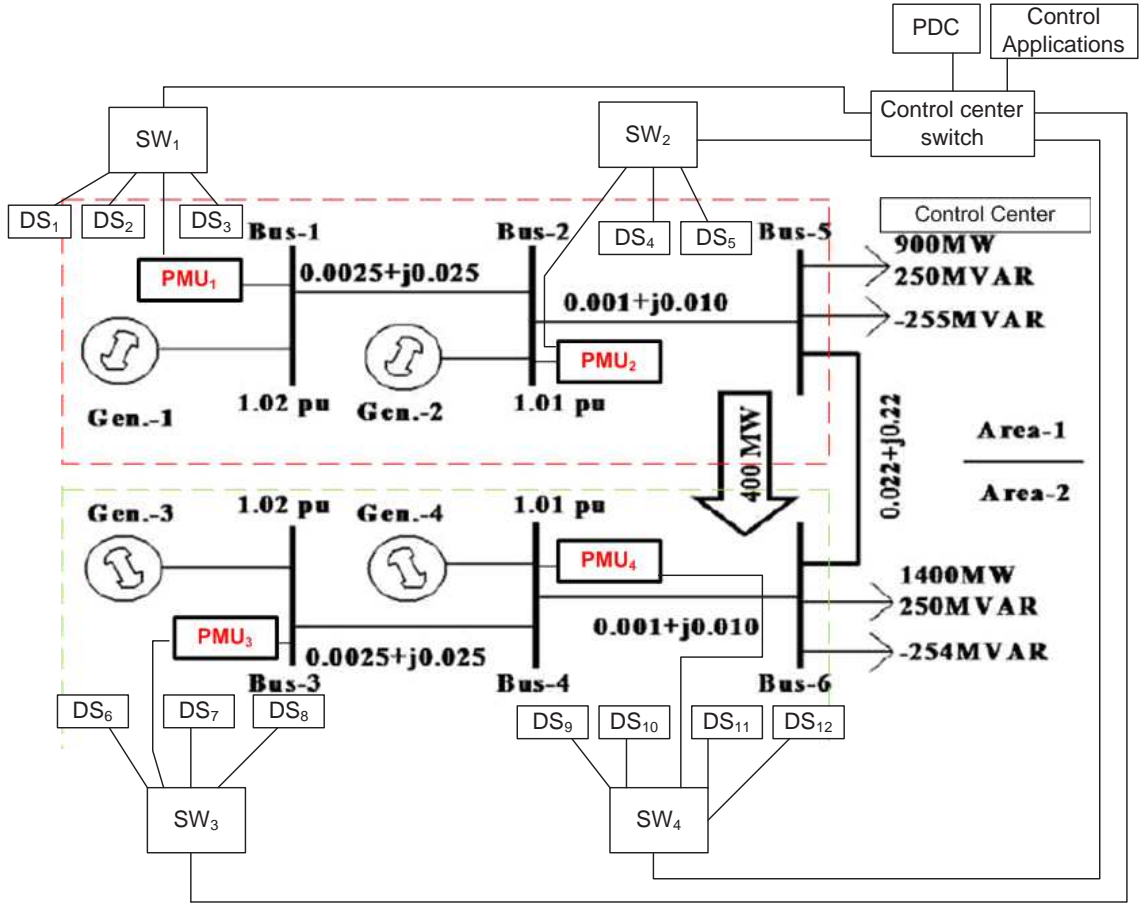 PDC
Control
Applications
SW1
SW2
Control center
switch
DS1
DS2
DS3
DS4
DS5
Control Center
Bus-1
Bus-2
Bus-5
900MW
250MVAR
-255MVAR
PMU1
0.0025+j0.025
0.001+j0.010
PMU2
Gen.-1
1.02 pu
Gen.-2
1.01 pu
400 MW
0.022+j0.22
Area-1
Area-2
Gen.-3
1.02 pu
Gen.-4
1.01 pu
PMU4
1400MW
250MVAR
-254MVAR
PMU3
0.001+j0.010
0.0025+j0.025
Bus-3
Bus-4
Bus-6
DS6
DS7
DS8
DS9
DS10
DS11
DS12
SW3
SW4